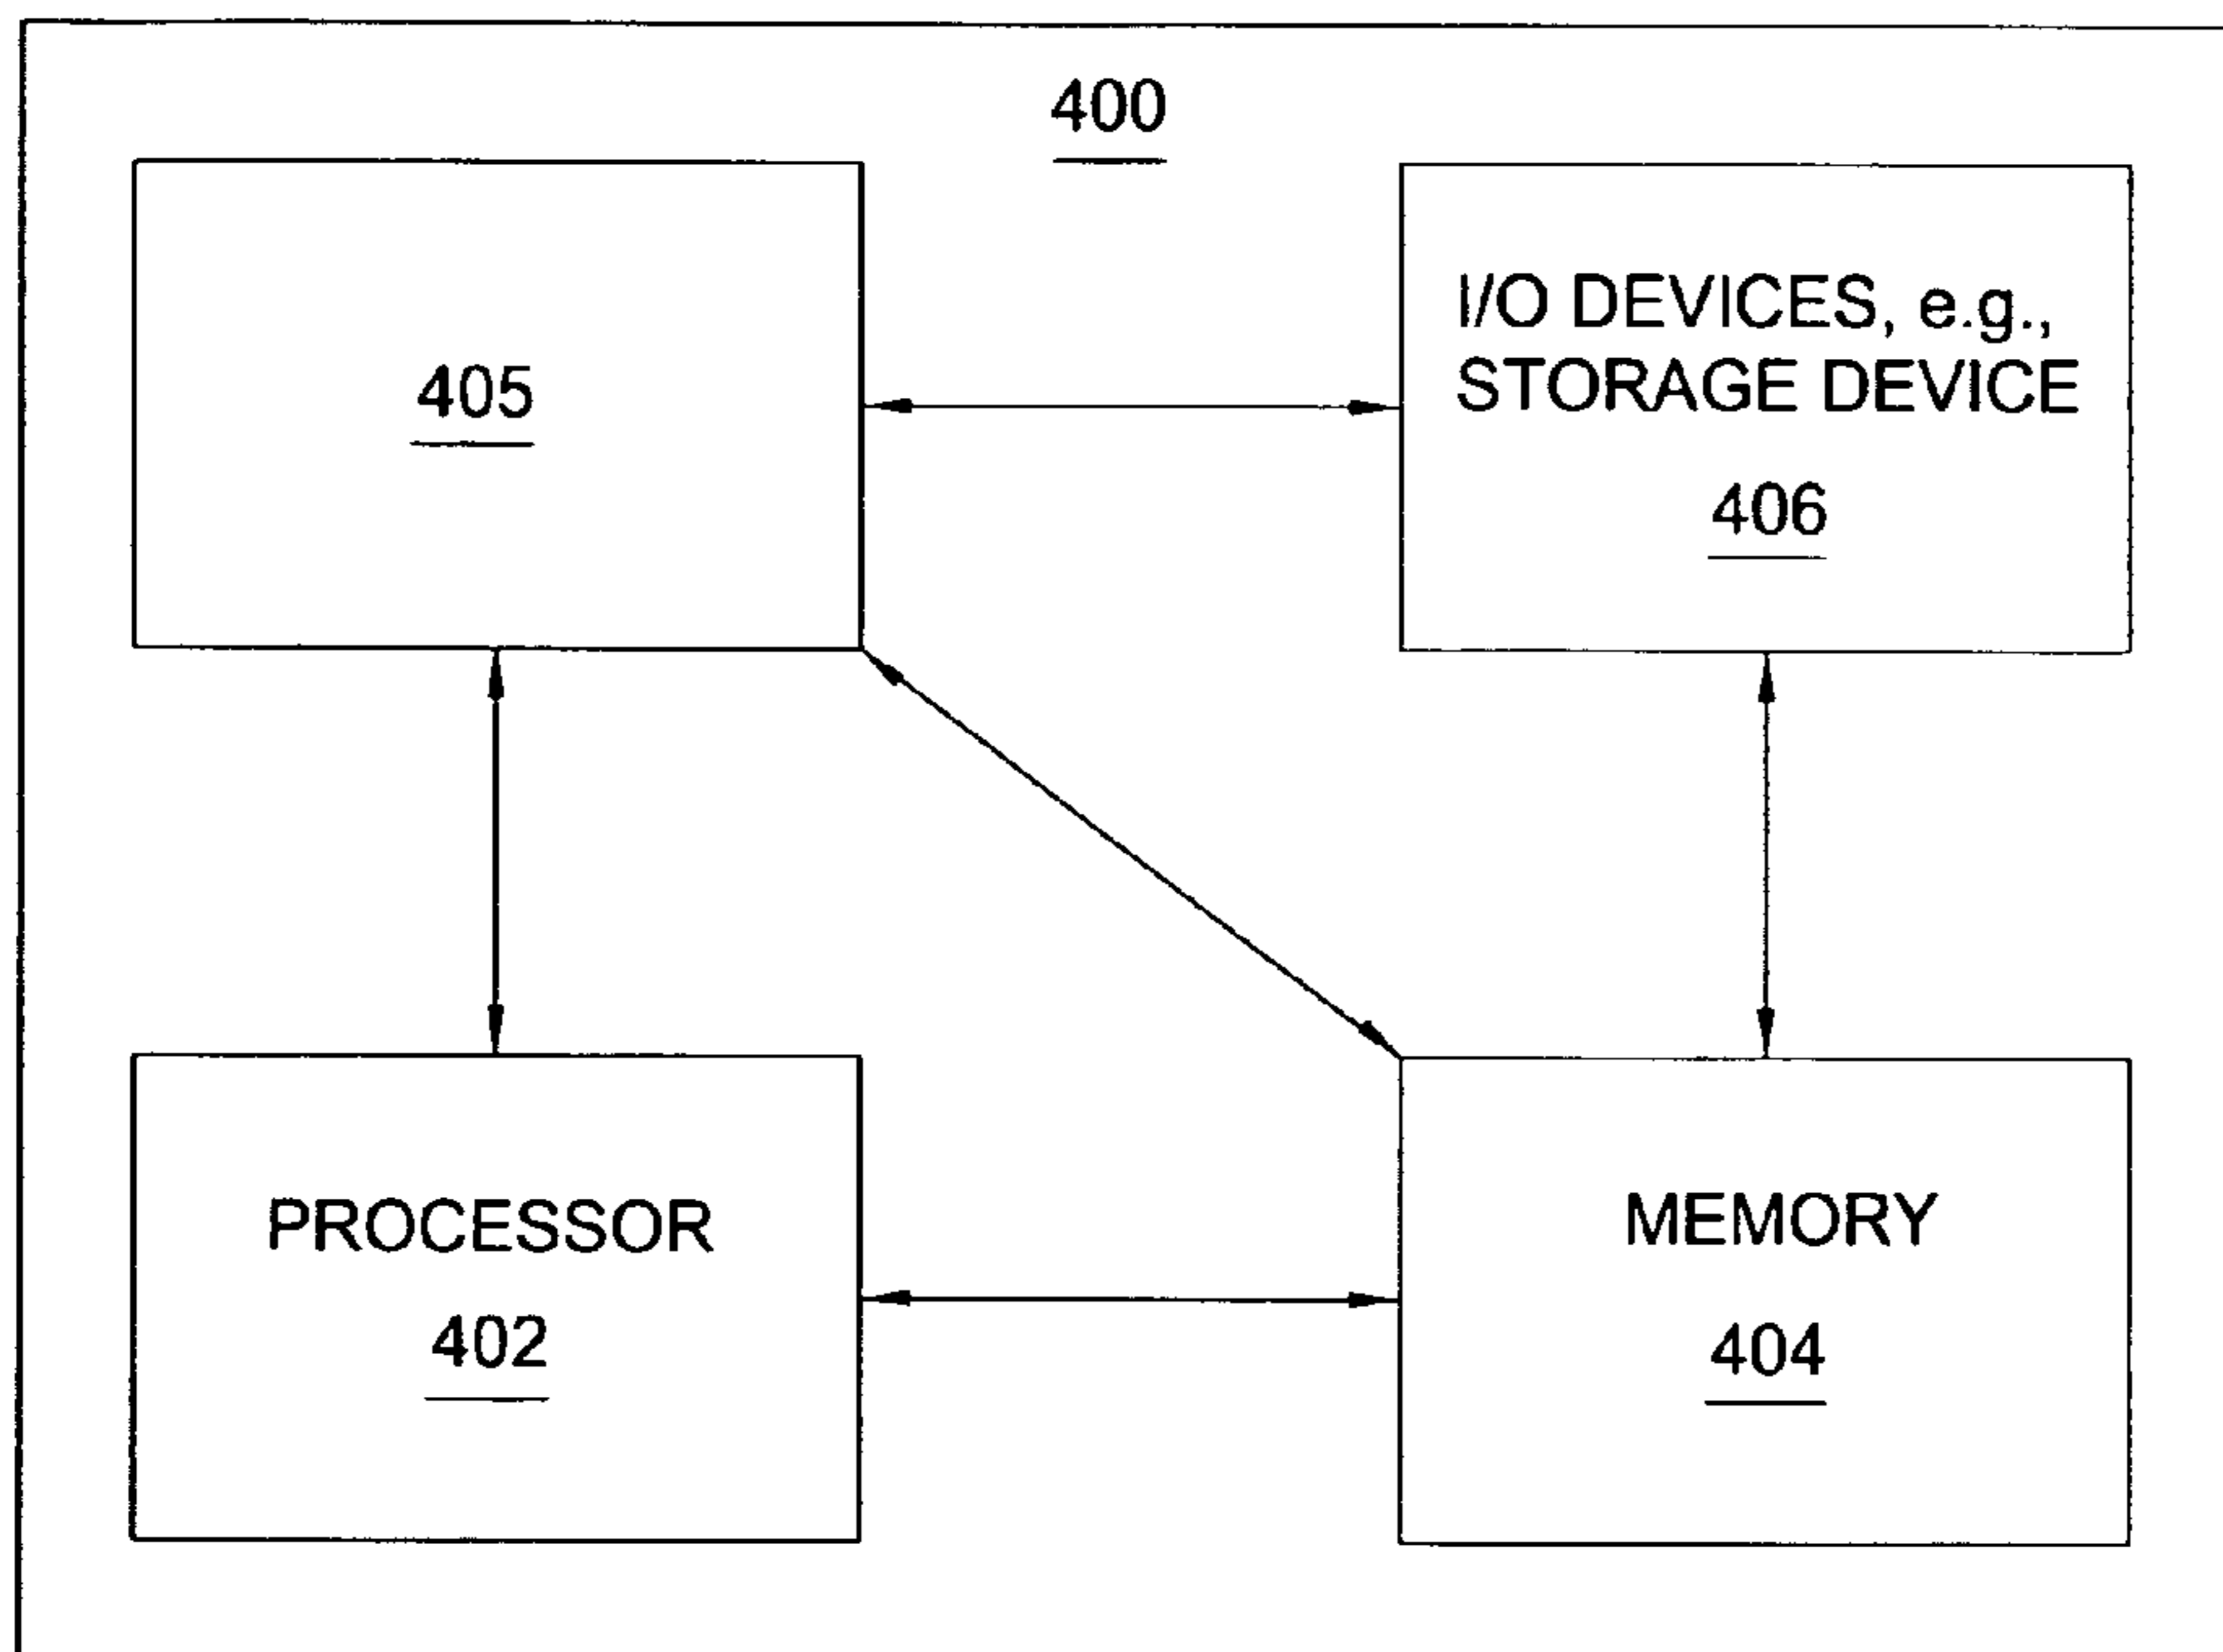 400
405
I/O DEVICES, e.g.,
STORAGE DEVICE
406
PROCESSOR
402
MEMORY
404